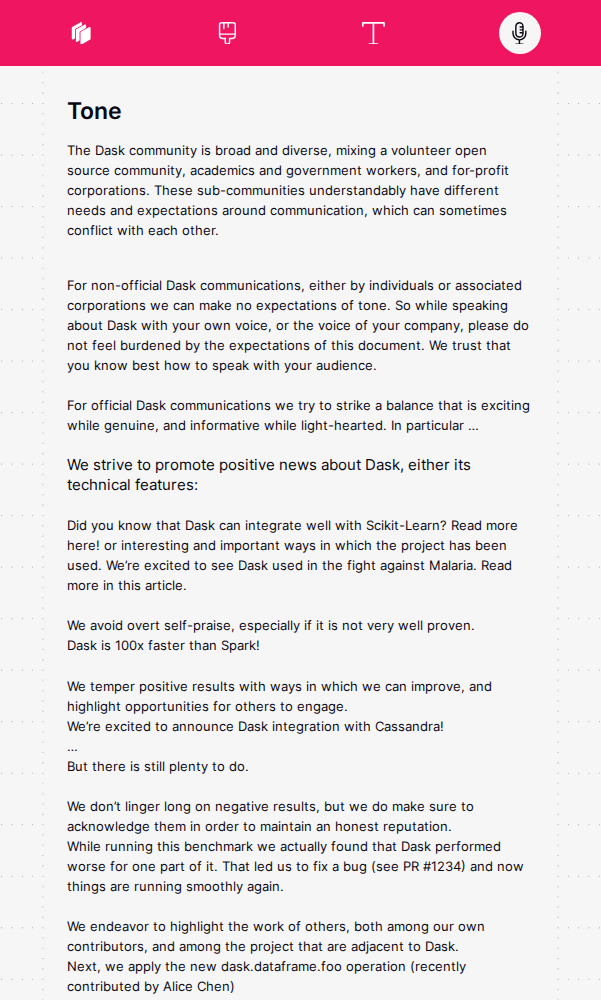 Tone
The Dask community is broad and diverse, mixing a volunteer open
source community, academics and government workers, and for-profit
corporations. These sub-communities understandably have different
needs and expectations around communication, which can sometimes
conflict with each other.
For non-official Dask communications, either by individuals or associated
corporations we can make no expectations of tone. So while speaking
about Dask with your own voice, or the voice of your company, please do
not feel burdened by the expectations of this document. We trust that
you know best how to speak with your audience.
For official Dask communications we try to strike a balance that is exciting
while genuine, and informative while light-hearted. In particular ...
We strive to promote positive news about Dask, either its
technical features:
Did you know that Dask can integrate well with Scikit-Learn? Read more
here! or interesting and important ways in which the project has been
used. We’re excited to see Dask used in the fight against Malaria. Read
more in this article.
We avoid overt self-praise, especially if it is not very well proven.
Dask is 100x faster than Spark!
We temper positive results with ways in which we can improve, and
highlight opportunities for others to engage.
We’re excited to announce Dask integration with Cassandra!
...
But there is still plenty to do.
We don’t linger long on negative results, but we do make sure to
acknowledge them in order to maintain an honest reputation.
While running this benchmark we actually found that Dask performed
worse for one part of it. That led us to fix a bug (see PR #1234) and now
things are running smoothly again.
We endeavor to highlight the work of others, both among our own
contributors, and among the project that are adjacent to Dask.
Next, we apply the new dask.dataframe.foo operation (recently
contributed by Alice Chen)